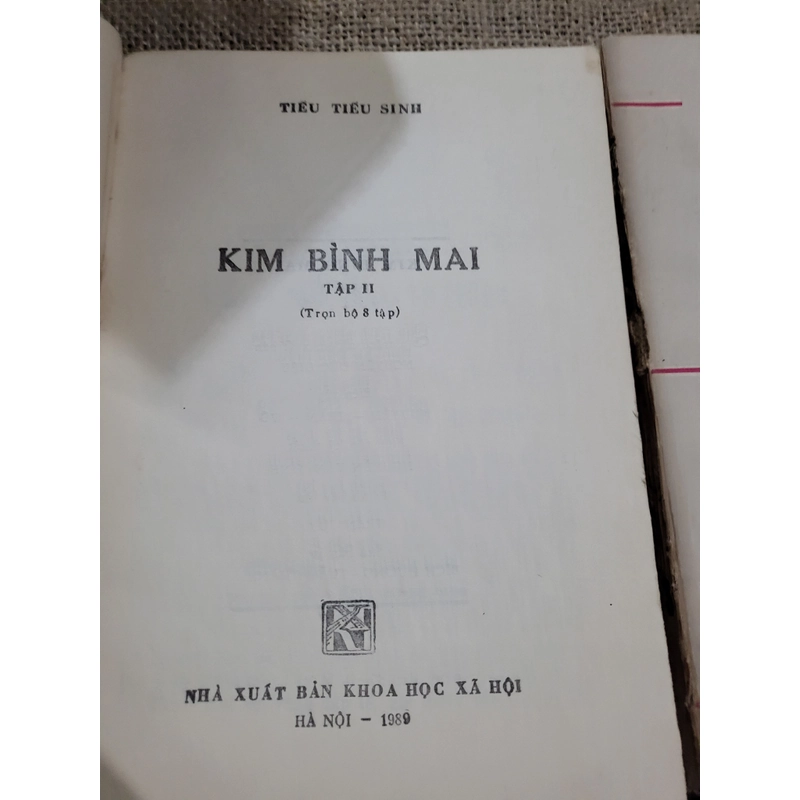 TIẾU TIẾU SINH
KIM BÌNH MAI
TẬP II
(Trọn bộ 8 tập)
NHÀ XUẤT BẢN KHOA HỌC XÃ HỘI
HÀ NỘI – 1989